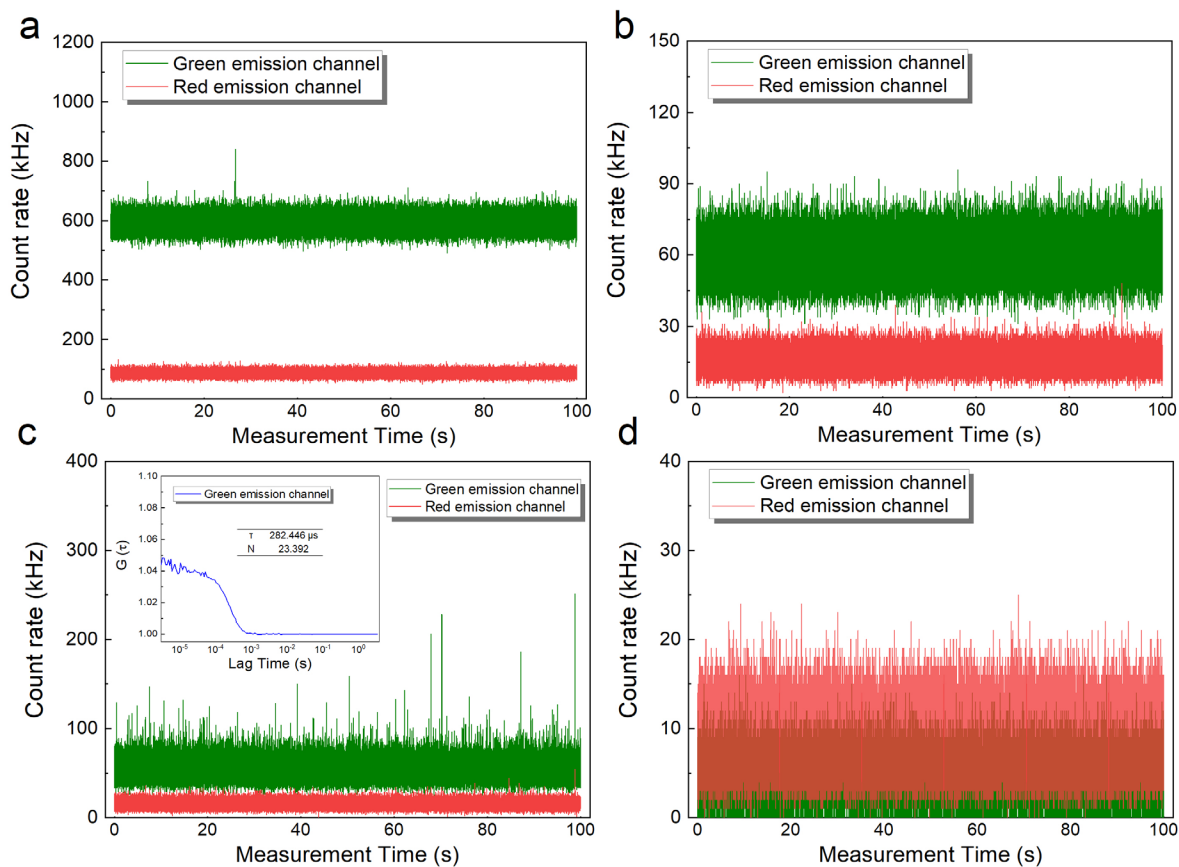 a
1200
1000
800
600
400
200
0
Count rate (kHz)
Green emission channel
Red emission channel
0 20 40 60 80 100
Measurement Time (s)
b
150
120
90
60
30
0
Count rate (kHz)
Green emission channel
Red emission channel
0 20 40 60 80 100
Measurement Time (s)
c
400
350
300
250
200
150
100
50
0
Count rate (kHz)
Green emission channel
Red emission channel
1.10
1.08
1.06
1.04
1.02
1.00
G (τ)
Green emission channel
τ 282.446 µs
N 23.392
10⁻⁵ 10⁻⁴ 10⁻³ 10⁻² 10⁻¹ 10⁰
Lag Time (s)
0 20 40 60 80 100
Measurement Time (s)
d
40
30
20
10
0
Count rate (kHz)
Green emission channel
Red emission channel
0 20 40 60 80 100
Measurement Time (s)